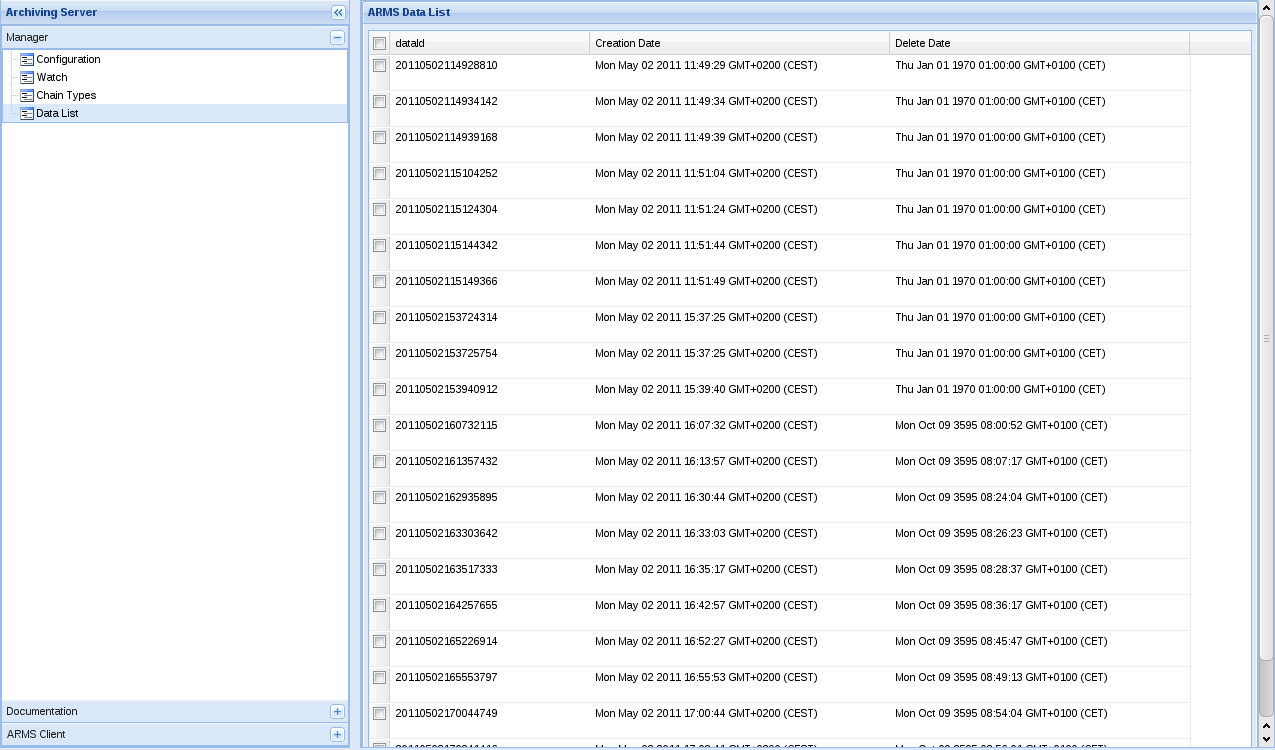 Archiving Server
Manager
Configuration
Watch
Chain Types
Data List
Documentation
ARMS Client
ARMS Data List
dataId Creation Date Delete Date
20110502114928810 Mon May 02 2011 11:49:29 GMT+0200 (CEST) Thu Jan 01 1970 01:00:00 GMT+0100 (CET)
20110502114934142 Mon May 02 2011 11:49:34 GMT+0200 (CEST) Thu Jan 01 1970 01:00:00 GMT+0100 (CET)
20110502114939168 Mon May 02 2011 11:49:39 GMT+0200 (CEST) Thu Jan 01 1970 01:00:00 GMT+0100 (CET)
20110502115104252 Mon May 02 2011 11:51:04 GMT+0200 (CEST) Thu Jan 01 1970 01:00:00 GMT+0100 (CET)
20110502115124304 Mon May 02 2011 11:51:24 GMT+0200 (CEST) Thu Jan 01 1970 01:00:00 GMT+0100 (CET)
20110502115144342 Mon May 02 2011 11:51:44 GMT+0200 (CEST) Thu Jan 01 1970 01:00:00 GMT+0100 (CET)
20110502115149366 Mon May 02 2011 11:51:49 GMT+0200 (CEST) Thu Jan 01 1970 01:00:00 GMT+0100 (CET)
20110502153724314 Mon May 02 2011 15:37:25 GMT+0200 (CEST) Thu Jan 01 1970 01:00:00 GMT+0100 (CET)
20110502153725754 Mon May 02 2011 15:37:25 GMT+0200 (CEST) Thu Jan 01 1970 01:00:00 GMT+0100 (CET)
20110502153940912 Mon May 02 2011 15:39:40 GMT+0200 (CEST) Thu Jan 01 1970 01:00:00 GMT+0100 (CET)
20110502160732115 Mon May 02 2011 16:07:32 GMT+0200 (CEST) Mon Oct 09 3595 08:00:52 GMT+0100 (CET)
20110502161357432 Mon May 02 2011 16:13:57 GMT+0200 (CEST) Mon Oct 09 3595 08:07:17 GMT+0100 (CET)
20110502162935895 Mon May 02 2011 16:30:44 GMT+0200 (CEST) Mon Oct 09 3595 08:24:04 GMT+0100 (CET)
20110502163303642 Mon May 02 2011 16:33:03 GMT+0200 (CEST) Mon Oct 09 3595 08:26:23 GMT+0100 (CET)
20110502163517333 Mon May 02 2011 16:35:17 GMT+0200 (CEST) Mon Oct 09 3595 08:28:37 GMT+0100 (CET)
20110502164257655 Mon May 02 2011 16:42:57 GMT+0200 (CEST) Mon Oct 09 3595 08:36:17 GMT+0100 (CET)
20110502165226914 Mon May 02 2011 16:52:27 GMT+0200 (CEST) Mon Oct 09 3595 08:45:47 GMT+0100 (CET)
20110502165553797 Mon May 02 2011 16:55:53 GMT+0200 (CEST) Mon Oct 09 3595 08:49:13 GMT+0100 (CET)
20110502170044749 Mon May 02 2011 17:00:44 GMT+0200 (CEST) Mon Oct 09 3595 08:54:04 GMT+0100 (CET)